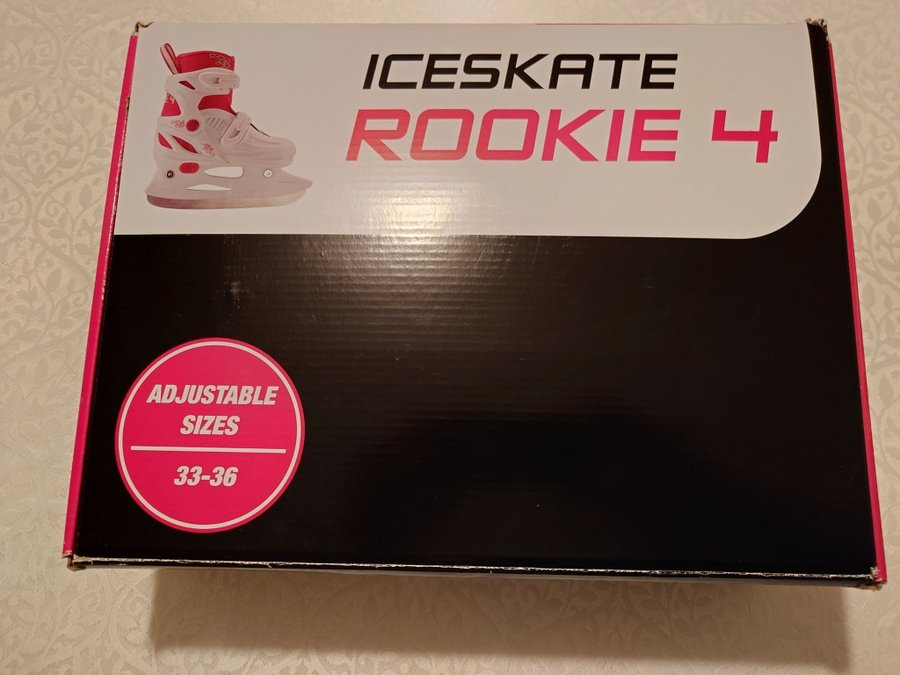 ICESKATE
ROOKIE 4
ADJUSTABLE
SIZES
33-36